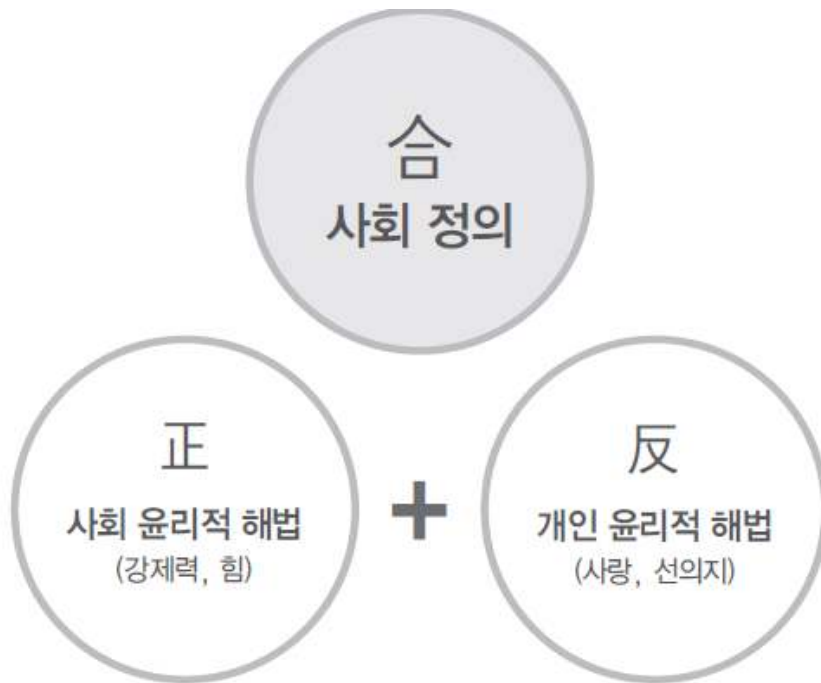 合
사회 정의
正
사회 윤리적 해법
(강제력, 힘)
+
反
개인 윤리적 해법
(사랑, 선의지)